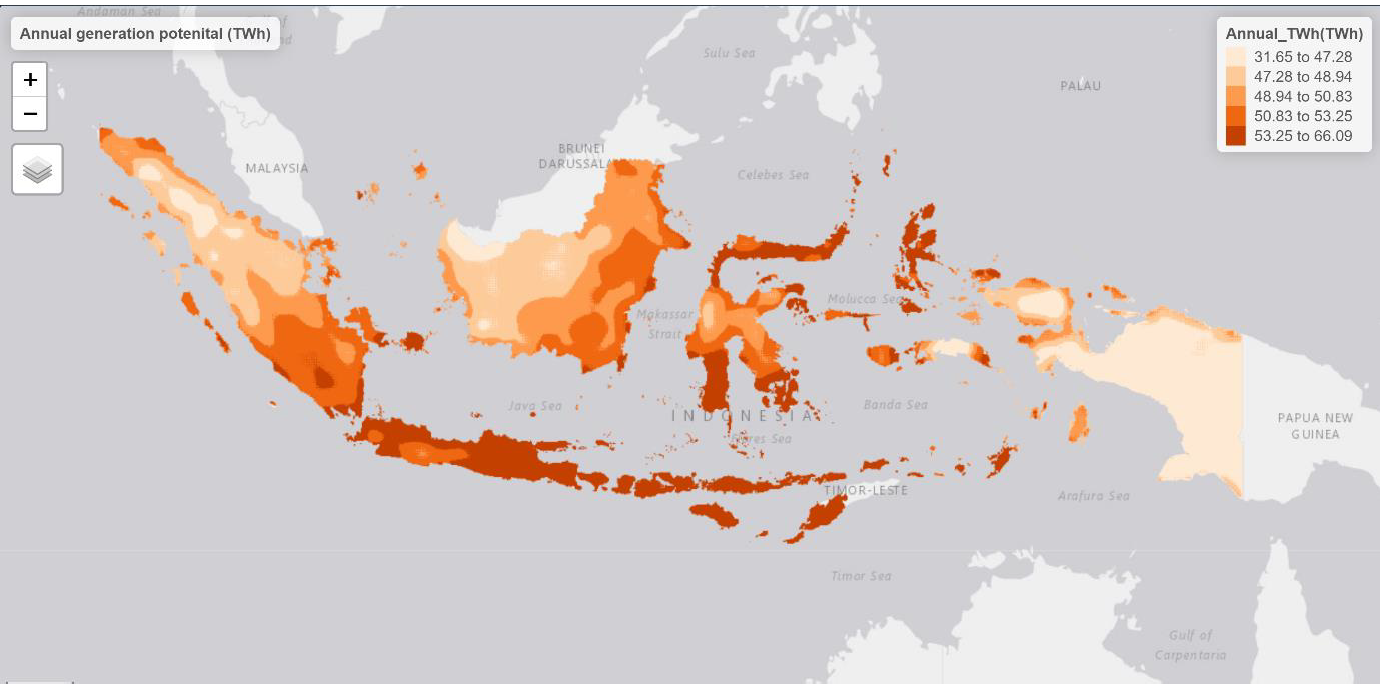 Andaman Sea
Gulf of
Annual generation potenital (TWh)
+
−
Annual_TWh(TWh)
31.65 to 47.28
47.28 to 48.94
48.94 to 50.83
50.83 to 53.25
53.25 to 66.09
Sulu Sea
PALAU
BRUNEI
DARUSSALA
MALAYSIA
Celebes Sea
Molucca Sea
Makassar
Strait
Java Sea
Banda Sea
INDONESIA
Flores Sea
PAPUA NEW
GUINEA
TIMOR-LESTE
Arafura Sea
Timor Sea
Gulf of
Carpentaria